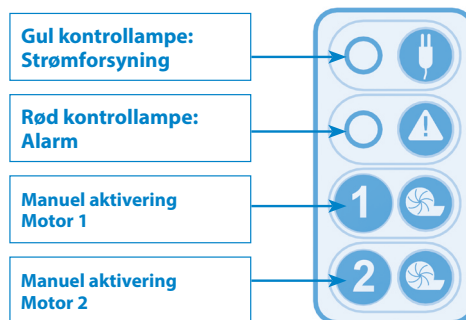 Gul kontrollampe:
Strømforsyning
Rød kontrollampe:
Alarm
Manuel aktivering
Motor 1
1
Manuel aktivering
Motor 2
2